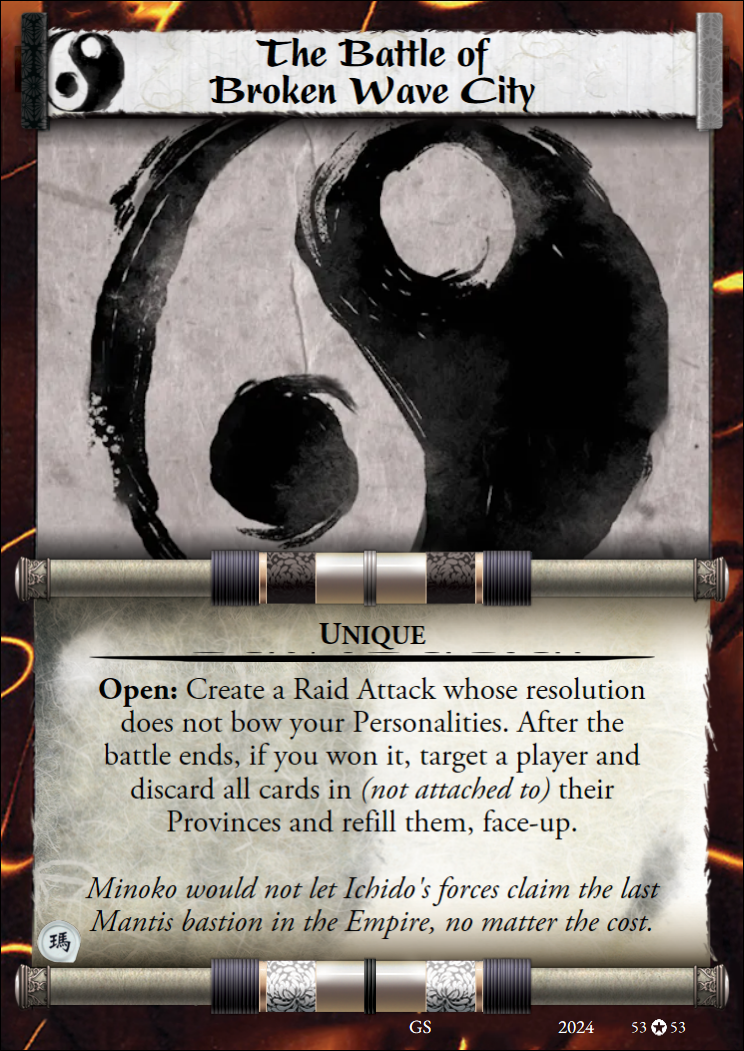 The Battle of
Broken Wave City
UNIQUE
Open: Create a Raid Attack whose resolution
does not bow your Personalities. After the
battle ends, if you won it, target a player and
discard all cards in (not attached to) their
Provinces and refill them, face-up.
Minoko would not let Ichido's forces claim the last
Mantis bastion in the Empire, no matter the cost.
瑪
GS 2024 53 ✪ 53